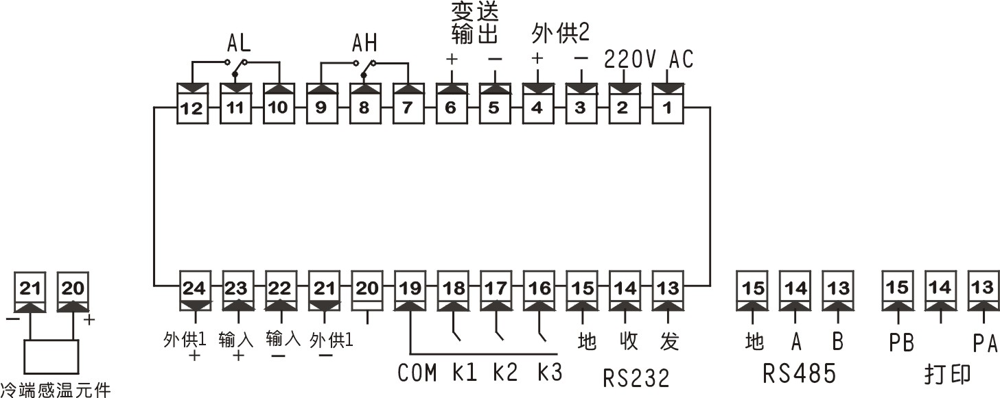 变送
输出
外供2
AL
AH
220V AC
+ − + −
12 11 10 9 8 7 6 5 4 3 2 1
21 20
24 23 22 21 20 19 18 17 16 15 14 13
15 14 13
15 14 13
− +
外供1 输入 输入 外供1 地 收 发
+ + − −
地 A B
PB PA
COM K1 K2 K3
RS232
RS485
打印
冷端感温元件